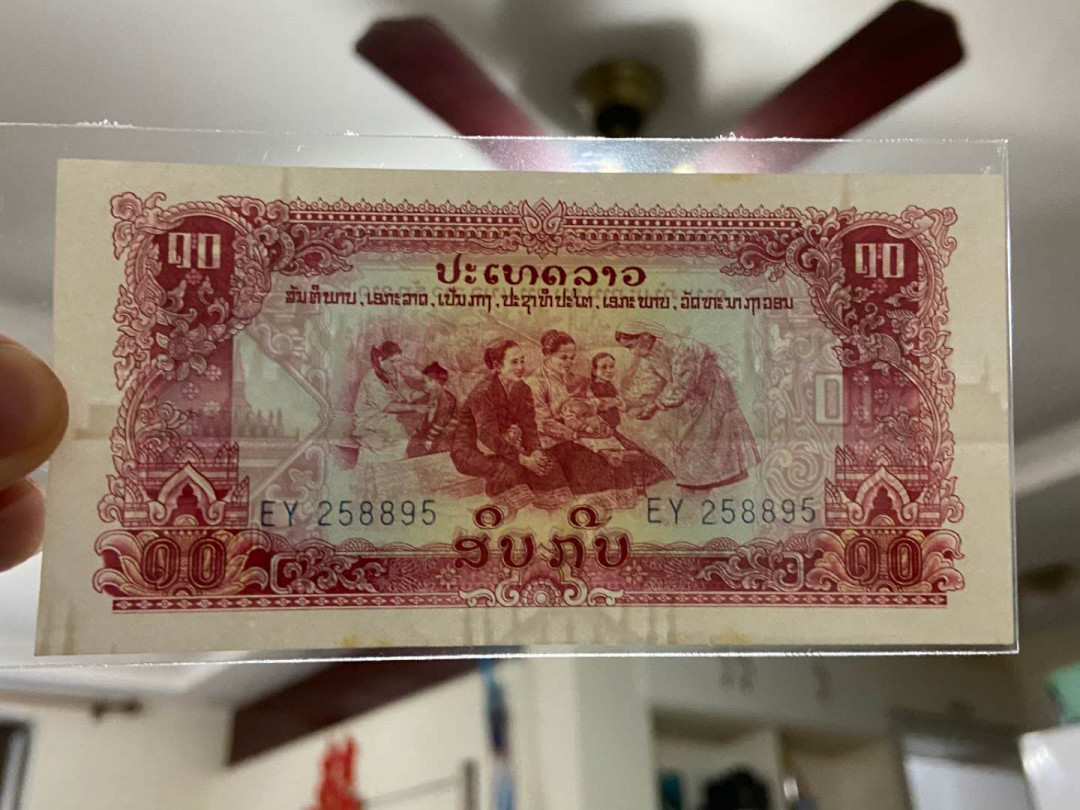 ໑໐ ໑໐
ປະເທດລາວ
ສັນຕິພາບ, ເອກະລາດ, ເປັນກາງ, ປະຊາທິປະໄຕ, ເອກະພາບ, ວັດທະນາຖາວອນ
EY 258895 EY 258895
ສິບກີບ
໑໐ ໑໐